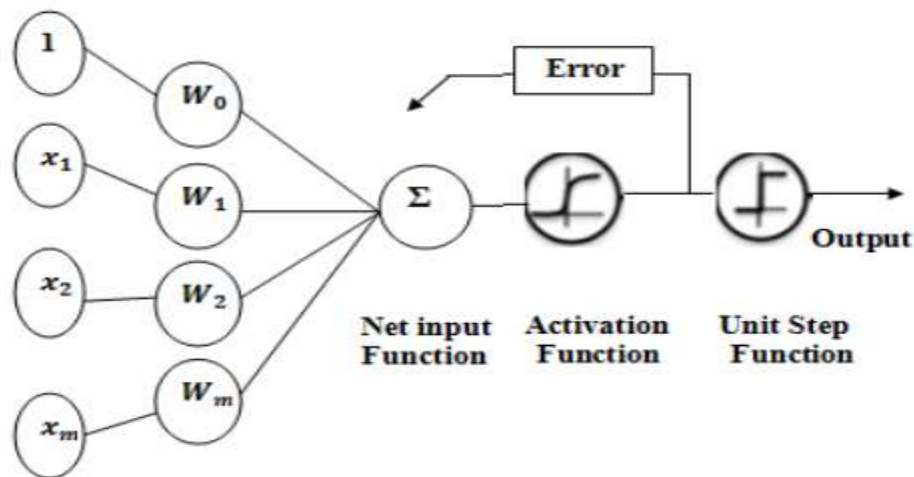 1
W₀
Error
x₁
W₁
Σ
x₂
W₂
Output
Net input
Function
Activation
Function
Unit Step
Function
xₘ
Wₘ